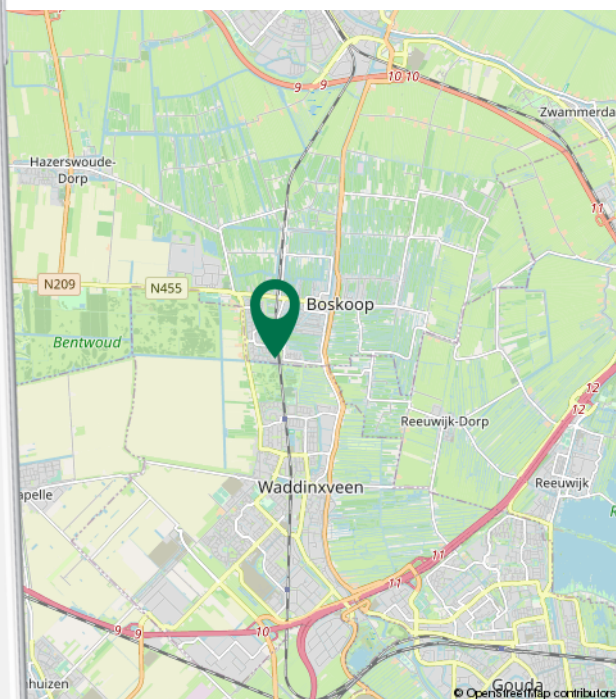 9
9
10 10
Zwammerda
Hazerswoude-
Dorp
11
N209
N455
Boskoop
Bentwoud
12
12
Reeuwijk-Dorp
apelle
Waddinxveen
Reeuwijk
R
11
11
9
9
10
huizen
Gouda
© OpenStreetMap contributors